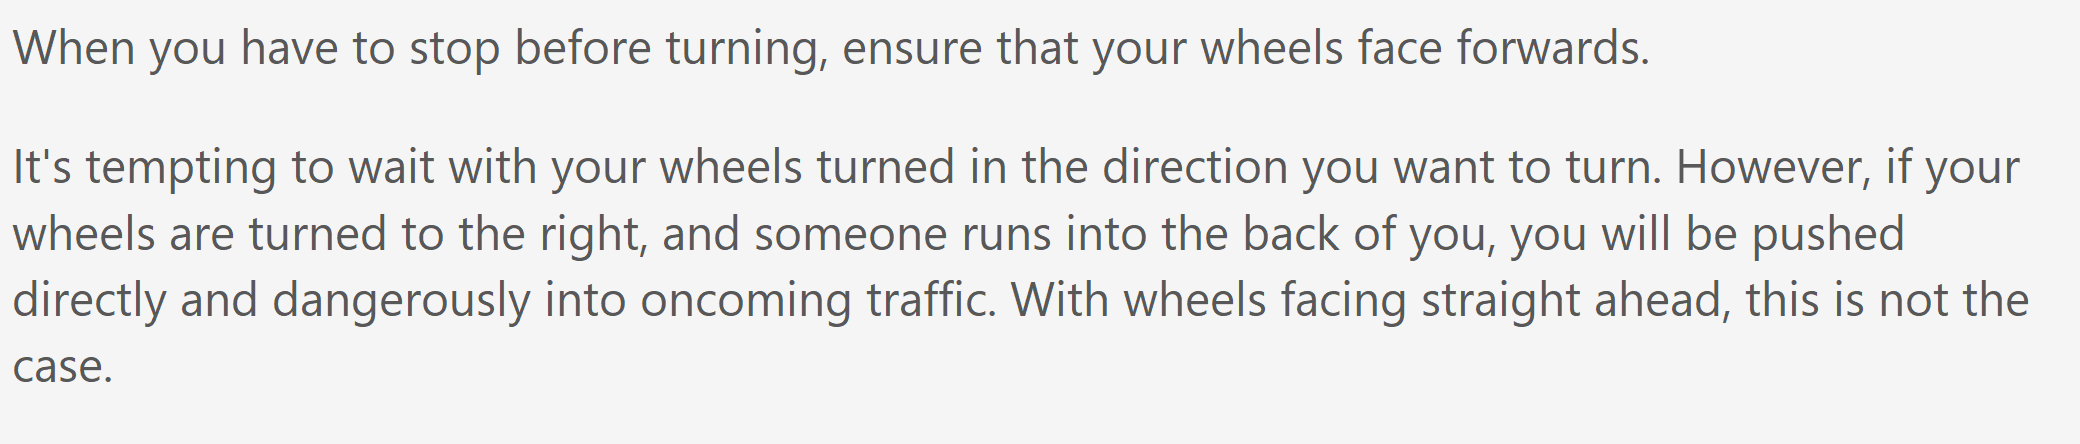 When you have to stop before turning, ensure that your wheels face forwards.
It's tempting to wait with your wheels turned in the direction you want to turn. However, if your
wheels are turned to the right, and someone runs into the back of you, you will be pushed
directly and dangerously into oncoming traffic. With wheels facing straight ahead, this is not the
case.